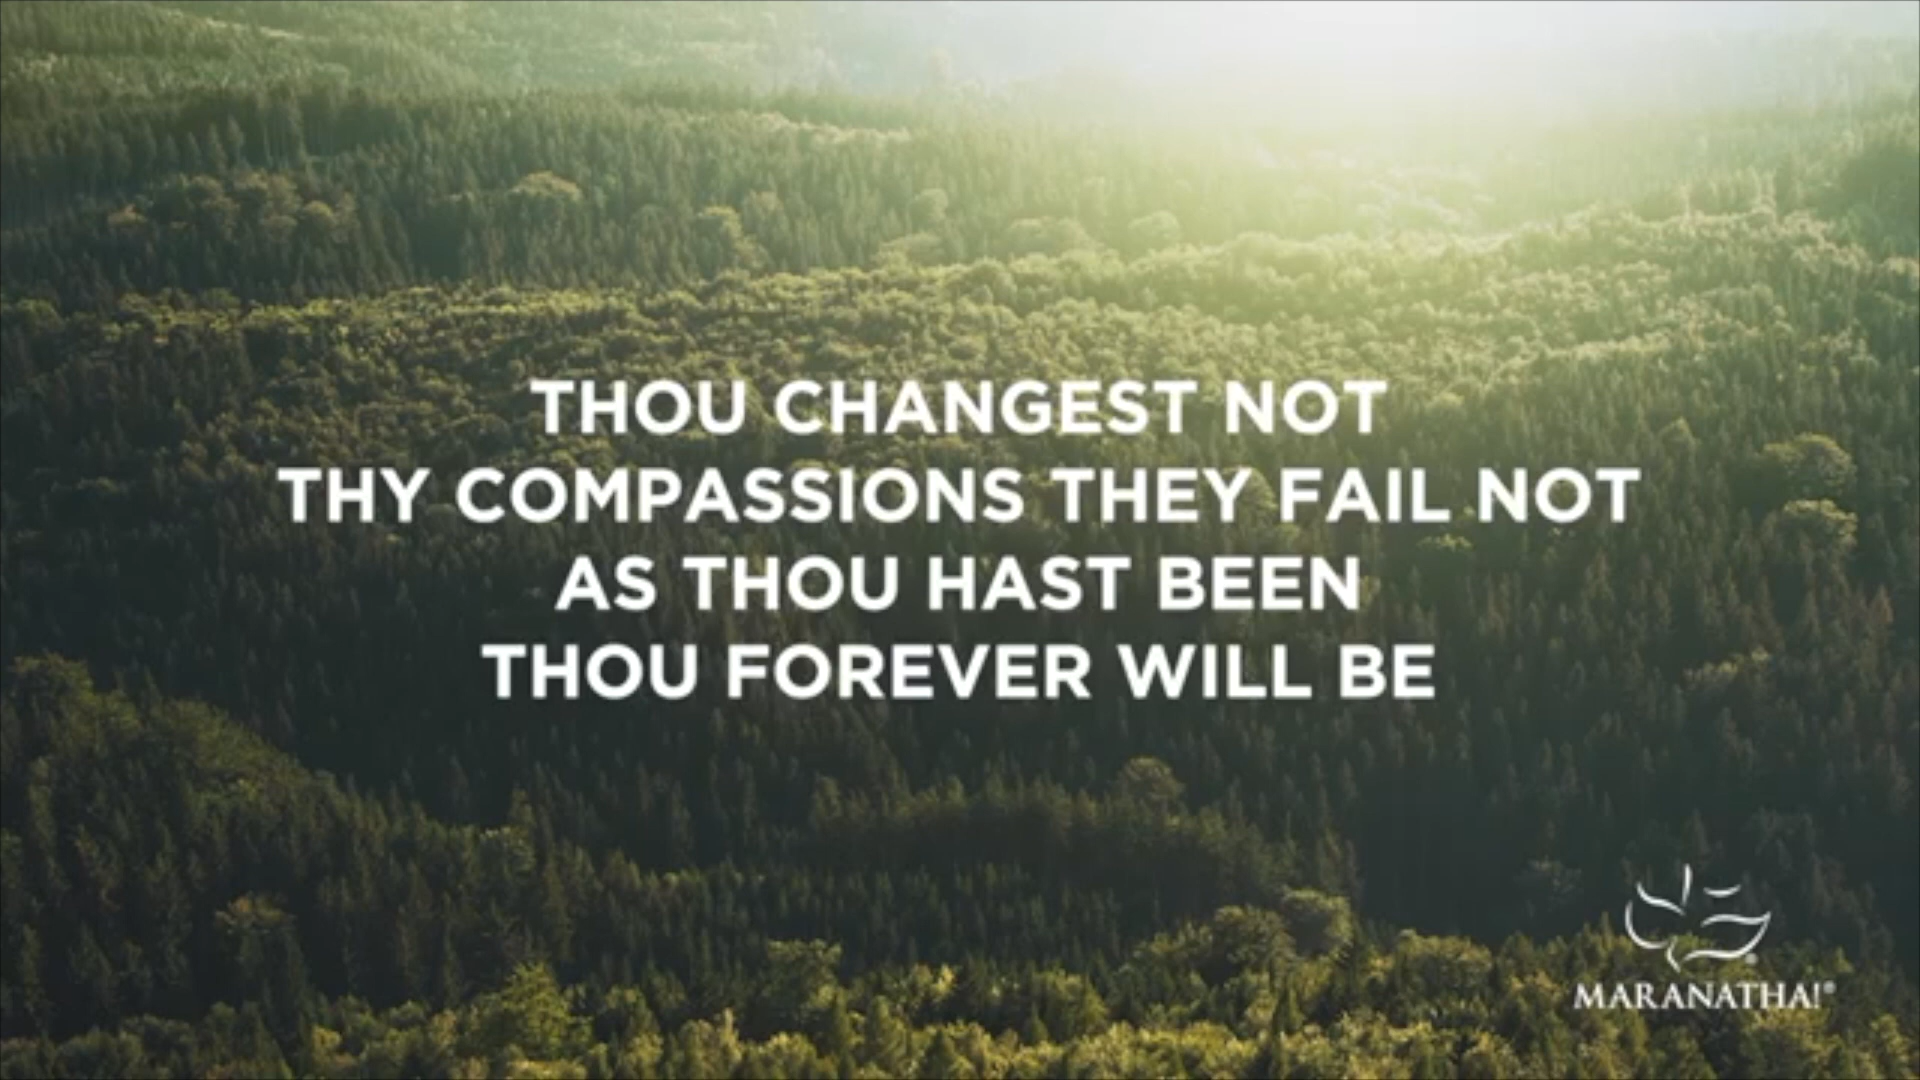 THOU CHANGEST NOT
THY COMPASSIONS THEY FAIL NOT
AS THOU HAST BEEN
THOU FOREVER WILL BE
MARANATHA!®